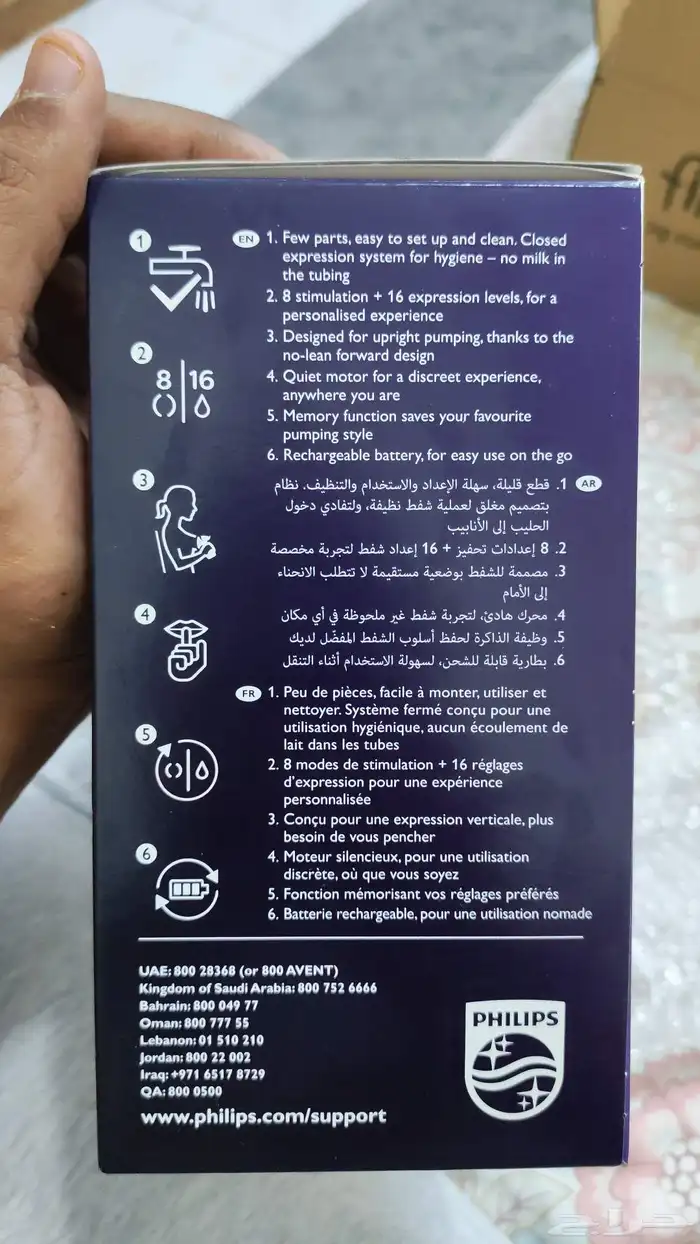 1
EN 1. Few parts, easy to set up and clean. Closed
expression system for hygiene – no milk in
the tubing
2. 8 stimulation + 16 expression levels, for a
personalised experience
3. Designed for upright pumping, thanks to the
no-lean forward design
4. Quiet motor for a discreet experience,
anywhere you are
5. Memory function saves your favourite
pumping style
6. Rechargeable battery, for easy use on the go
2
8 16
3
AR 1. قطع قليلة، سهلة الإعداد والاستخدام والتنظيف. نظام
بتصميم مغلق لعملية شفط نظيفة، ولتفادي دخول
الحليب إلى الأنابيب
2. 8 إعدادات تحفيز + 16 إعداد شفط لتجربة مخصصة
3. مصممة للشفط بوضعية مستقيمة لا تتطلب الانحناء
إلى الأمام
4. محرك هادئ، لتجربة شفط غير ملحوظة في أي مكان
5. وظيفة الذاكرة لحفظ أسلوب الشفط المفضّل لديك
6. بطارية قابلة للشحن، لسهولة الاستخدام أثناء التنقل
4
FR 1. Peu de pièces, facile à monter, utiliser et
nettoyer. Système fermé conçu pour une
utilisation hygiénique, aucun écoulement de
lait dans les tubes
2. 8 modes de stimulation + 16 réglages
d'expression pour une expérience
personnalisée
3. Conçu pour une expression verticale, plus
besoin de vous pencher
4. Moteur silencieux, pour une utilisation
discrète, où que vous soyez
5. Fonction mémorisant vos réglages préférés
6. Batterie rechargeable, pour une utilisation nomade
5
6
UAE: 800 28368 (or 800 AVENT)
Kingdom of Saudi Arabia: 800 752 6666
Bahrain: 800 049 77
Oman: 800 777 55
Lebanon: 01 510 210
Jordan: 800 22 002
Iraq: +971 6517 8729
QA: 800 0500
www.philips.com/support
PHILIPS
حراج